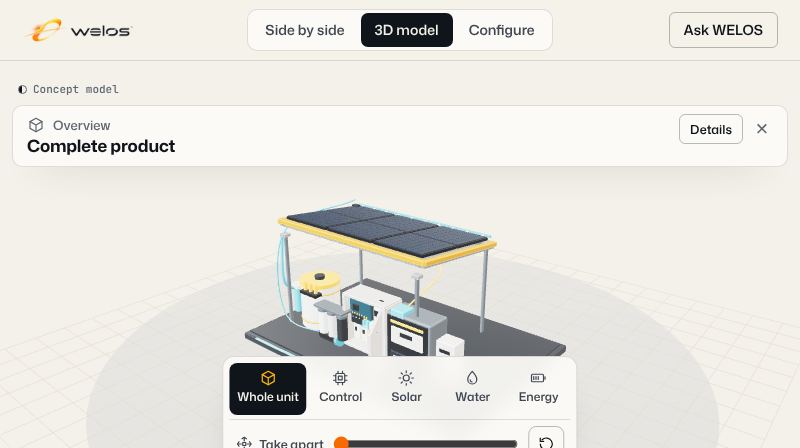 welos
Side by side
3D model
Configure
Ask WELOS
Concept model
Overview
Complete product
Details
Whole unit
Control
Solar
Water
Energy
Take apart